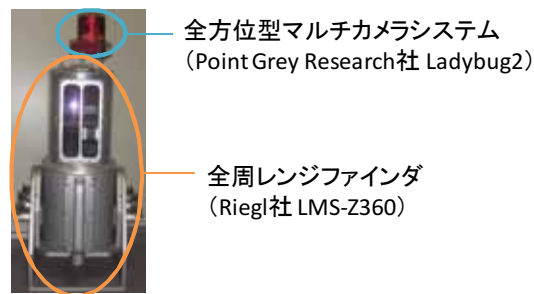 全方位型マルチカメラシステム
(Point Grey Research社 Ladybug2)
全周レンジファインダ
(Riegl社 LMS-Z360)